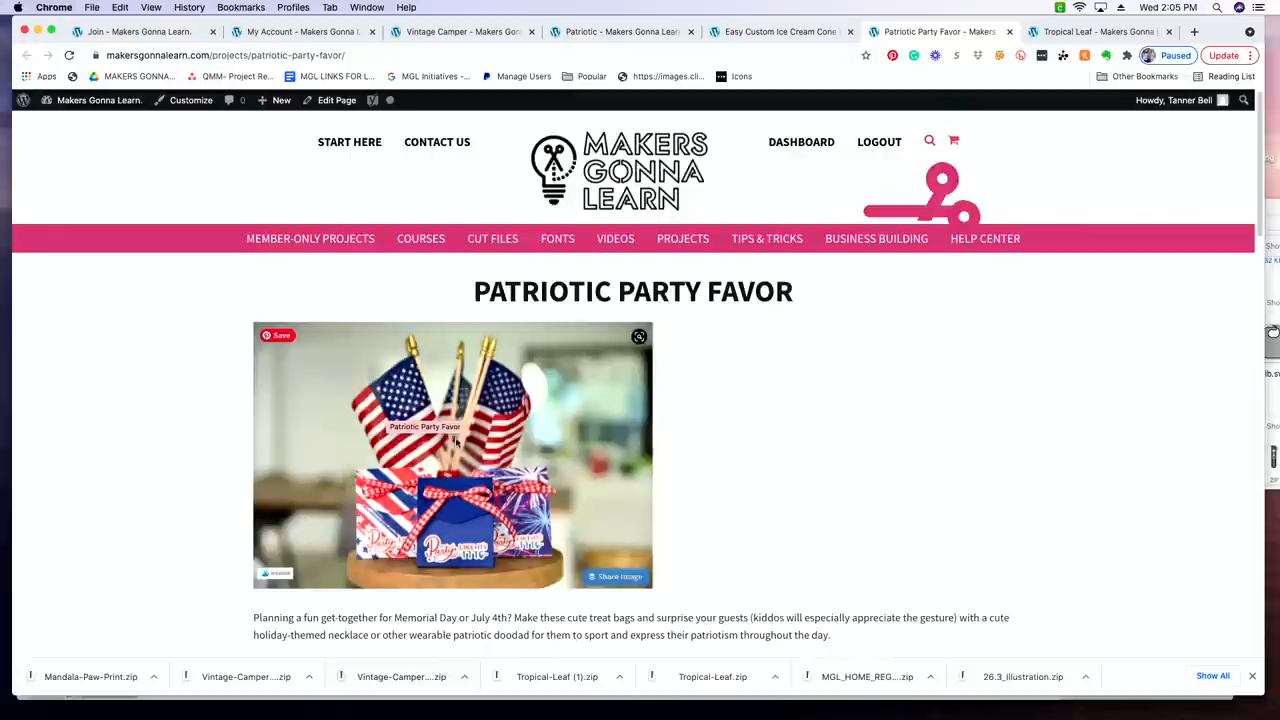 Chrome File Edit View History Bookmarks Profiles Tab Window Help Wed 2:05 PM
Join - Makers Gonna Learn. × My Account - Makers Gonna L × Vintage Camper - Makers Gon × Patriotic - Makers Gonna Lear × Easy Custom Ice Cream Cone × Patriotic Party Favor - Makers × Tropical Leaf - Makers Gonna × +
makersgonnalearn.com/projects/patriotic-party-favor/ Paused Update
Apps MAKERS GONNA... QMM- Project Re... MGL LINKS FOR L... MGL Initiatives -... Manage Users Popular https://images.cli... Icons Other Bookmarks Reading List
Makers Gonna Learn. Customize 0 + New Edit Page Howdy, Tanner Bell
START HERE CONTACT US DASHBOARD LOGOUT
MAKERS
GONNA
LEARN
MEMBER-ONLY PROJECTS COURSES CUT FILES FONTS VIDEOS PROJECTS TIPS & TRICKS BUSINESS BUILDING HELP CENTER
PATRIOTIC PARTY FAVOR
Save
Patriotic Party Favor
Party Party LIKE IT'S 1776
Share Image
Planning a fun get-together for Memorial Day or July 4th? Make these cute treat bags and surprise your guests (kiddos will especially appreciate the gesture) with a cute
holiday-themed necklace or other wearable patriotic doodad for them to sport and express their patriotism throughout the day.
Mandala-Paw-Print.zip Vintage-Camper....zip Vintage-Camper....zip Tropical-Leaf (1).zip Tropical-Leaf.zip MGL_HOME_REG....zip 26.3_Illustration.zip Show All